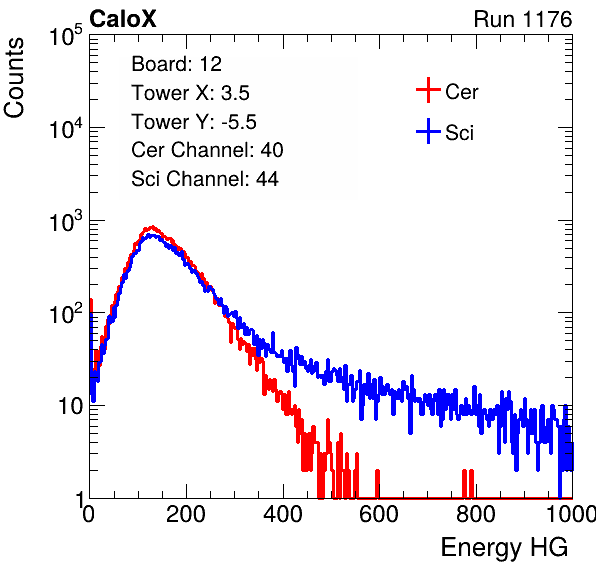 CaloX Run 1176
Counts
10^5
10^4
10^3
10^2
10
1
Board: 12
Tower X: 3.5
Tower Y: -5.5
Cer Channel: 40
Sci Channel: 44
Cer
Sci
0 200 400 600 800 1000
Energy HG